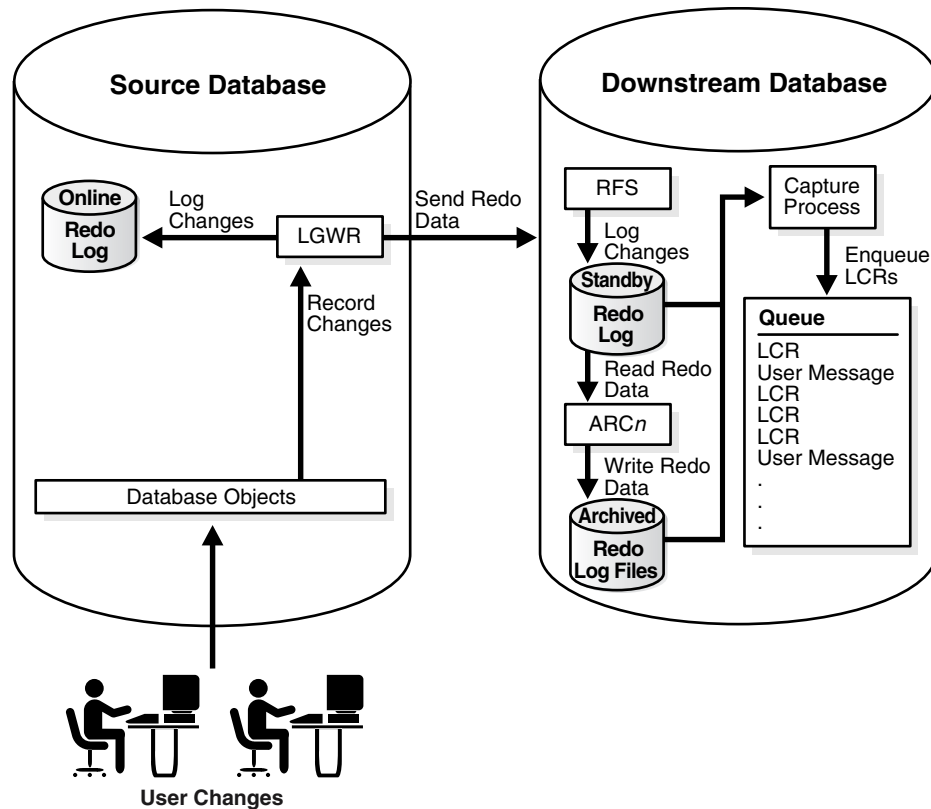 Source Database
Online
Redo
Log
Log
Changes
LGWR
Send Redo
Data
Record
Changes
Database Objects
User Changes
Downstream Database
RFS
Log
Changes
Standby
Redo
Log
Read Redo
Data
ARCn
Write Redo
Data
Archived
Redo
Log Files
Capture
Process
Enqueue
LCRs
Queue
LCR
User Message
LCR
LCR
LCR
User Message
.
.
.